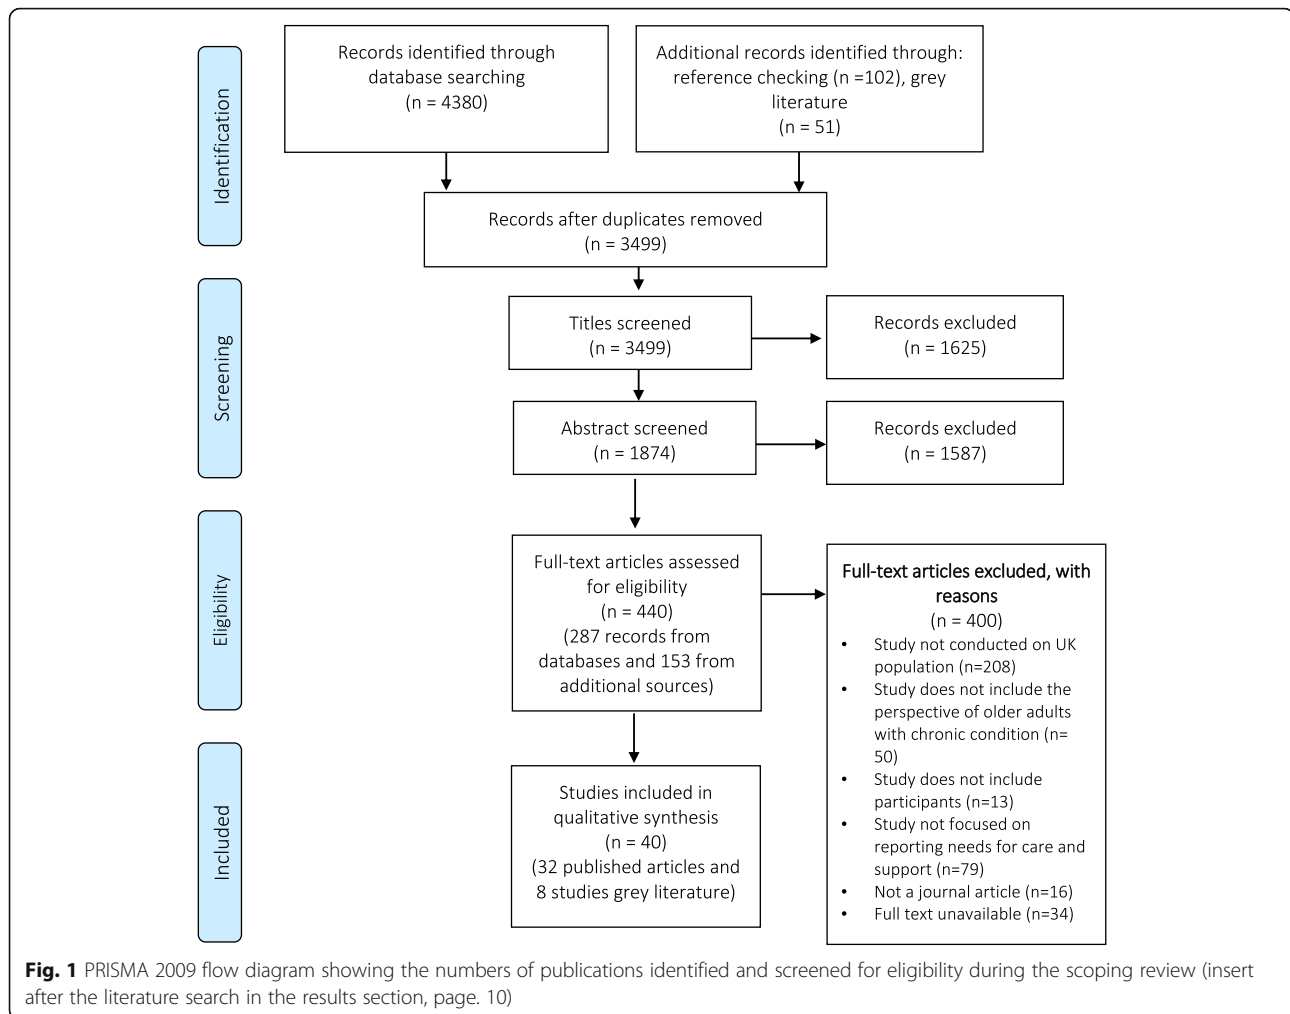 Identification
Records identified through
database searching
(n = 4380)
Additional records identified through:
reference checking (n =102), grey
literature
(n = 51)
Records after duplicates removed
(n = 3499)
Screening
Titles screened
(n = 3499)
Records excluded
(n = 1625)
Abstract screened
(n = 1874)
Records excluded
(n = 1587)
Eligibility
Full-text articles assessed
for eligibility
(n = 440)
(287 records from
databases and 153 from
additional sources)
Full-text articles excluded, with
reasons
(n = 400)
• Study not conducted on UK
population (n=208)
• Study does not include the
perspective of older adults
with chronic condition (n=
50)
• Study does not include
participants (n=13)
• Study not focused on
reporting needs for care and
support (n=79)
• Not a journal article (n=16)
• Full text unavailable (n=34)
Included
Studies included in
qualitative synthesis
(n = 40)
(32 published articles and
8 studies grey literature)
Fig. 1 PRISMA 2009 flow diagram showing the numbers of publications identified and screened for eligibility during the scoping review (insert
after the literature search in the results section, page. 10)